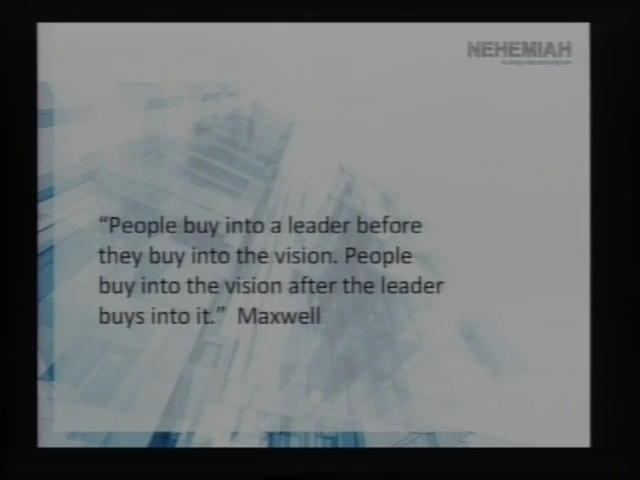 NEHEMIAH
“People buy into a leader before
they buy into the vision. People
buy into the vision after the leader
buys into it.”  Maxwell